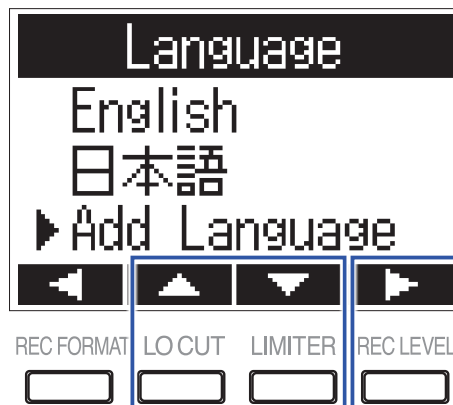 Language
English
日本語
Add Language
REC FORMAT LO CUT LIMITER REC LEVEL